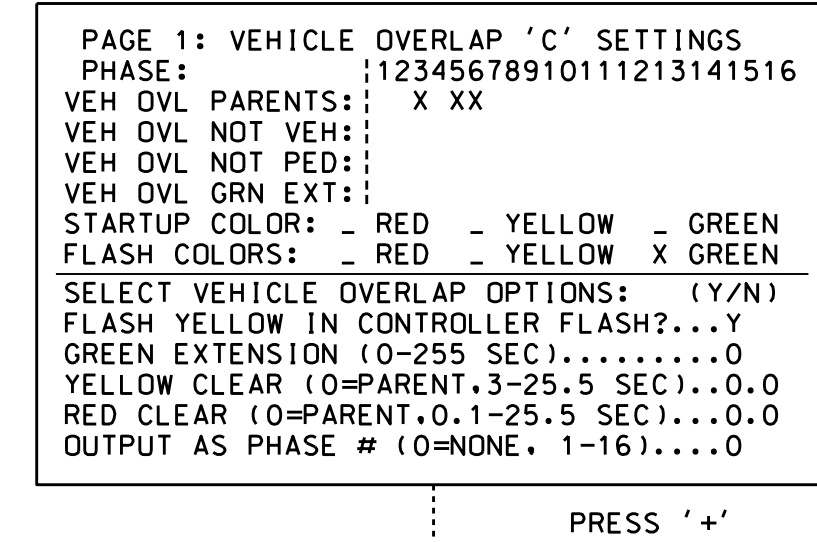 PAGE 1: VEHICLE OVERLAP 'C' SETTINGS
PHASE: 12345678910111213141516
VEH OVL PARENTS: X XX
VEH OVL NOT VEH:
VEH OVL NOT PED:
VEH OVL GRN EXT:
STARTUP COLOR: _ RED _ YELLOW _ GREEN
FLASH COLORS: _ RED _ YELLOW X GREEN
SELECT VEHICLE OVERLAP OPTIONS: (Y/N)
FLASH YELLOW IN CONTROLLER FLASH?...Y
GREEN EXTENSION (0-255 SEC).........0
YELLOW CLEAR (0=PARENT,3-25.5 SEC)..0.0
RED CLEAR (0=PARENT,0.1-25.5 SEC)...0.0
OUTPUT AS PHASE # (0=NONE, 1-16)....0
PRESS '+'